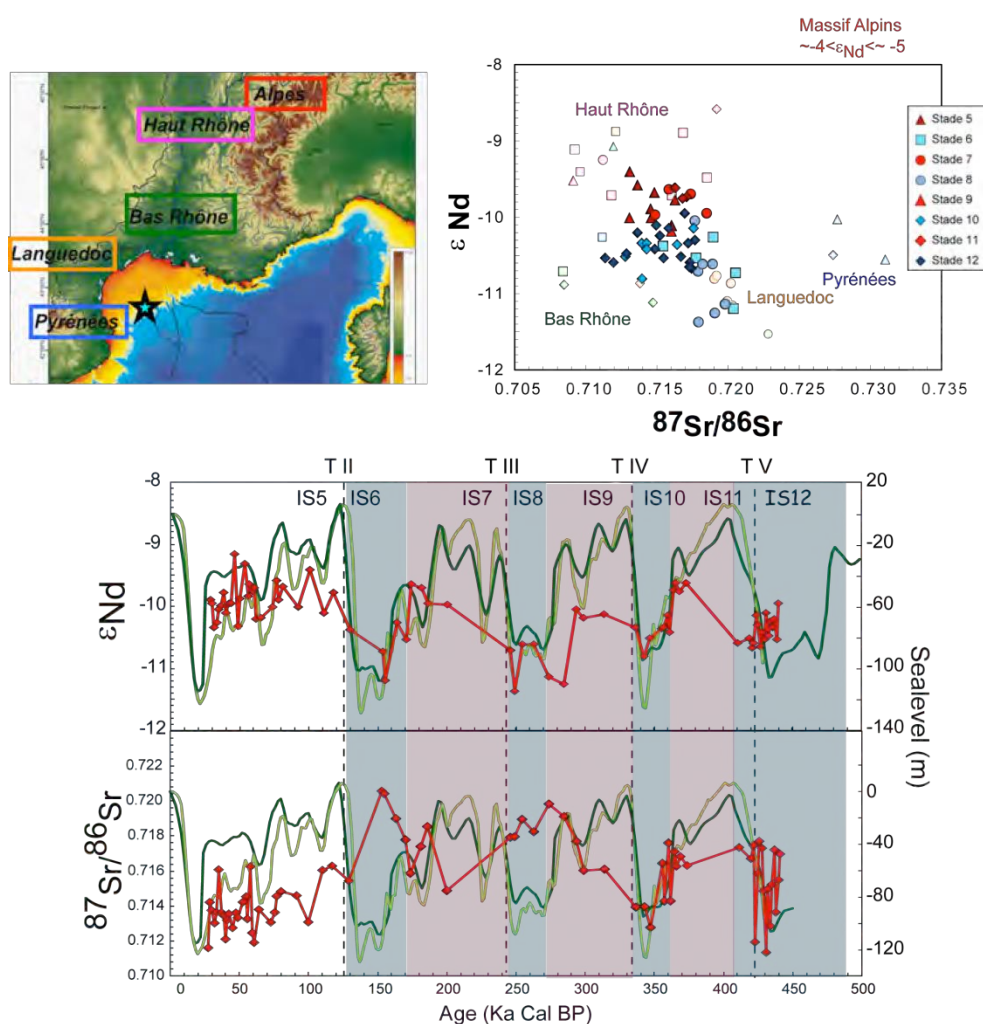 Alpes
Haut Rhône
Bas Rhône
Languedoc
Pyrénées
Massif Alpins
~-4<εNd<~ -5
-8
-9
-10
-11
-12
ε Nd
Haut Rhône
Pyrénées
Languedoc
Bas Rhône
0.705 0.710 0.715 0.720 0.725 0.730 0.735
87Sr/86Sr
Stade 5
Stade 6
Stade 7
Stade 8
Stade 9
Stade 10
Stade 11
Stade 12
T II T III T IV T V
IS5 IS6 IS7 IS8 IS9 IS10 IS11 IS12
-8
-9
-10
-11
-12
εNd
20
0
-20
-40
-60
-80
-100
-120
-140
Sealevel (m)
0.722
0.720
0.718
0.716
0.714
0.712
0.710
87Sr/86Sr
0
-40
-80
-120
0 50 100 150 200 250 300 350 400 450 500
Age (Ka Cal BP)